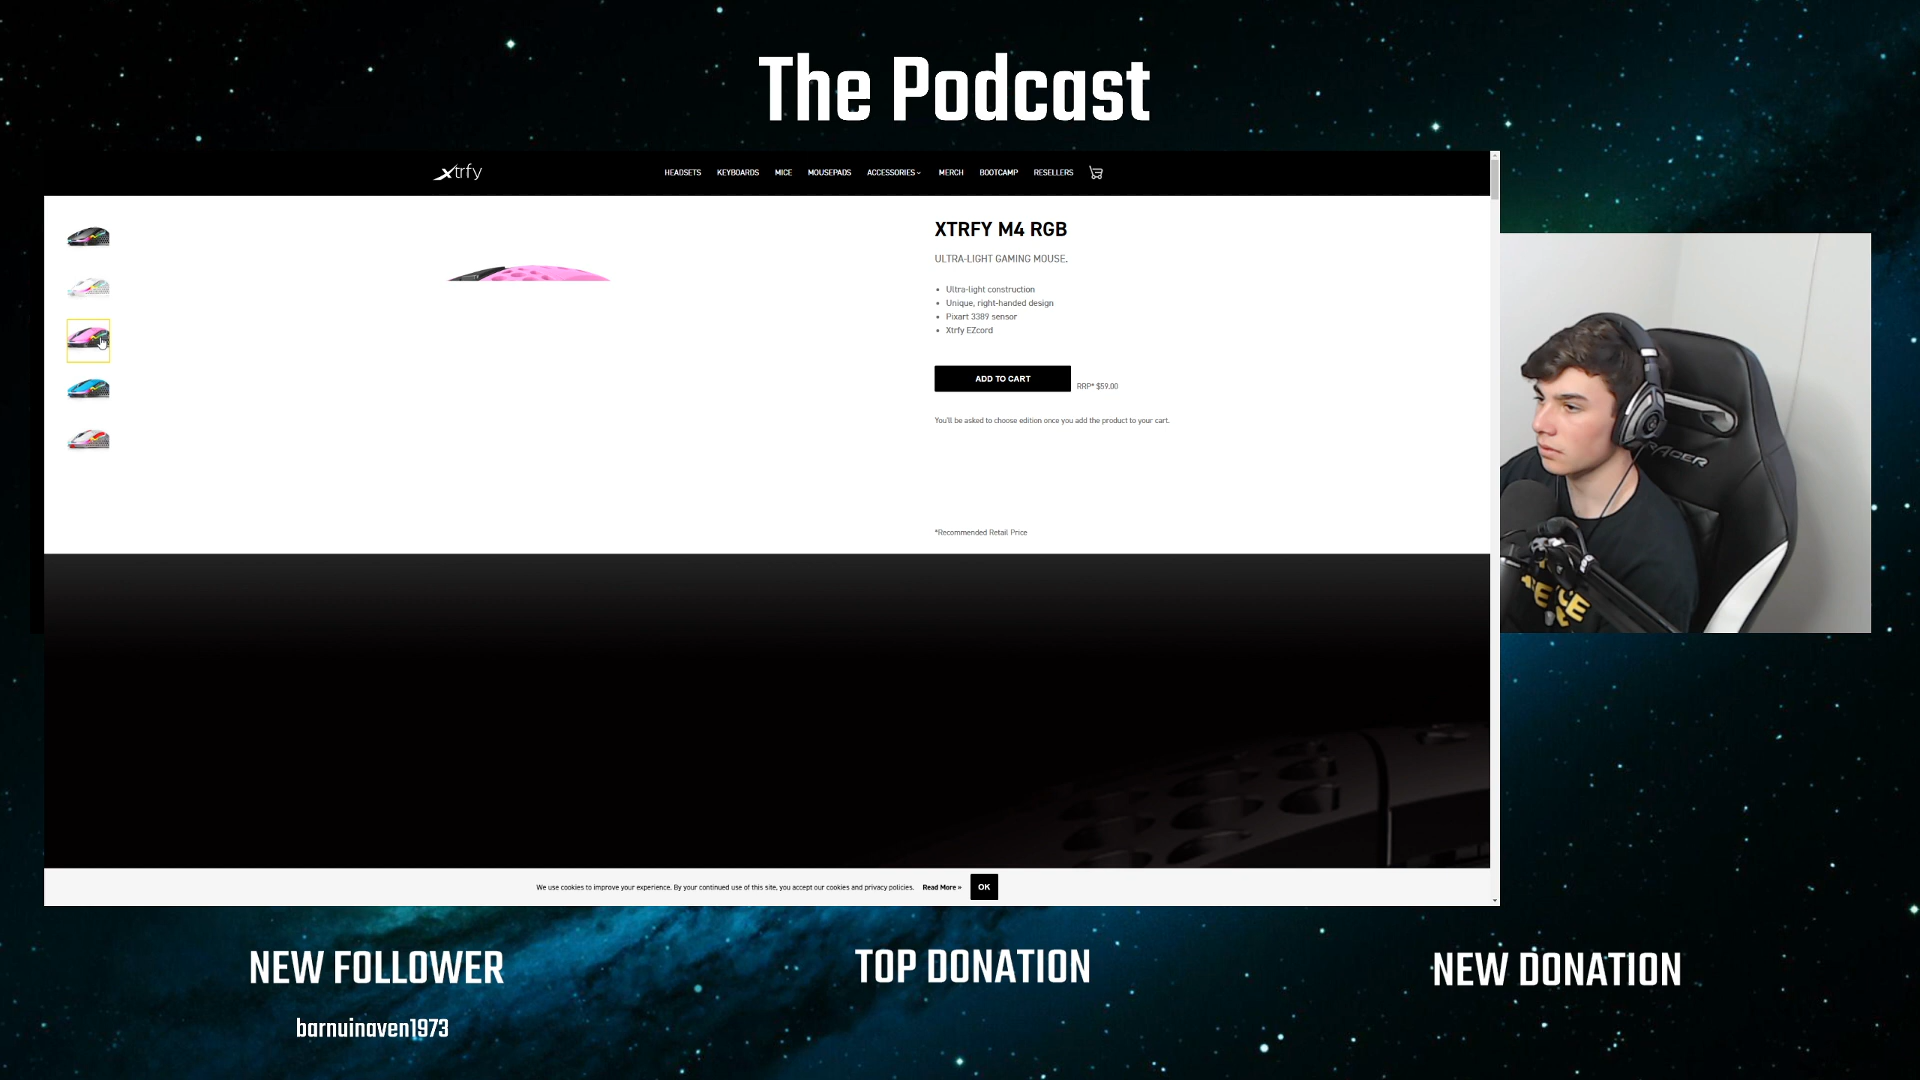 The Podcast
xtrfy
HEADSETS KEYBOARDS MICE MOUSEPADS ACCESSORIES MERCH BOOTCAMP RESELLERS
XTRFY M4 RGB
ULTRA-LIGHT GAMING MOUSE.
Ultra-light construction
Unique, right-handed design
Pixart 3389 sensor
Xtrfy EZcord
ADD TO CART
RRP* $59.00
You'll be asked to choose edition once you add the product to your cart.
*Recommended Retail Price
We use cookies to improve your experience. By your continued use of this site, you accept our cookies and privacy policies. Read More » OK
RACER
NEW FOLLOWER
barnuinaven1973
TOP DONATION
NEW DONATION